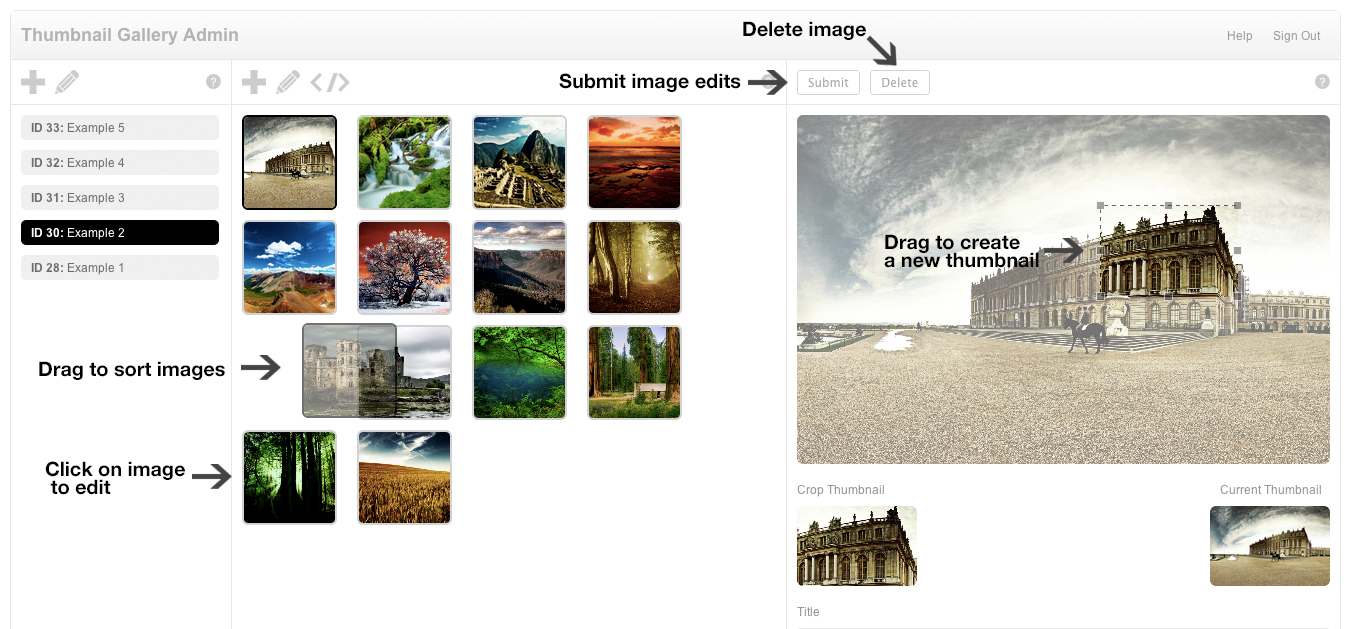 Thumbnail Gallery Admin
Delete image
Help
Sign Out
Submit image edits
Submit
Delete
?
?
ID 33: Example 5
ID 32: Example 4
ID 31: Example 3
ID 30: Example 2
ID 28: Example 1
Drag to create
a new thumbnail
Drag to sort images
Click on image
to edit
Crop Thumbnail
Current Thumbnail
Title